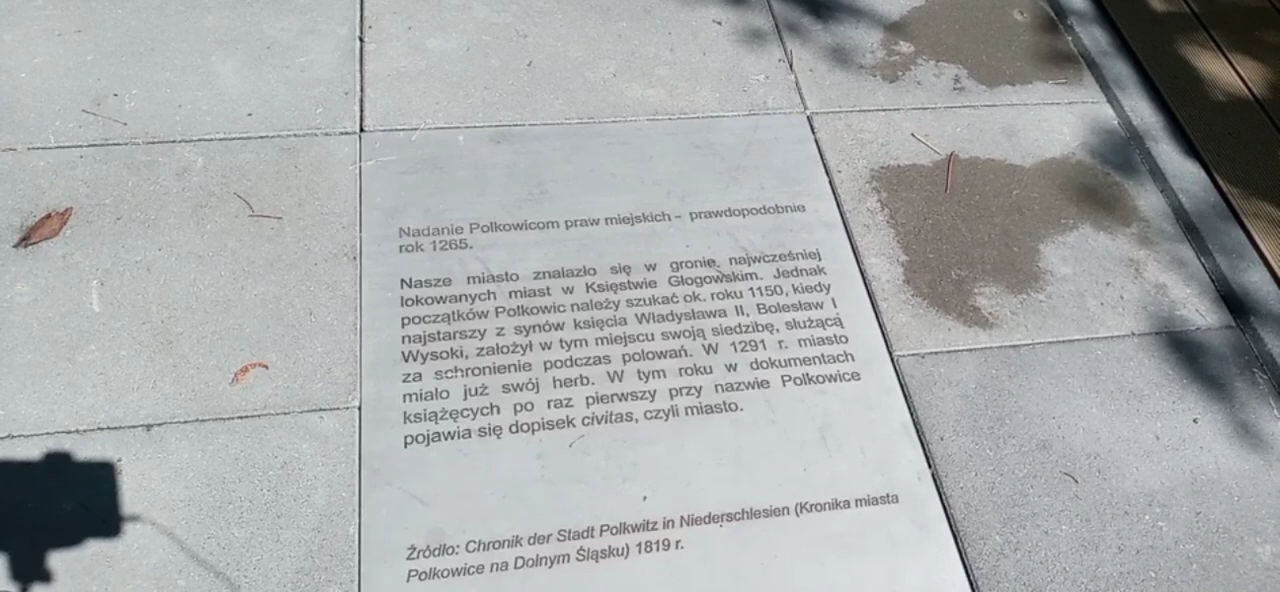 Nadanie Polkowicom praw miejskich – prawdopodobnie
rok 1265.
Nasze miasto znalazło się w gronie najwcześniej
lokowanych miast w Księstwie Głogowskim. Jednak
początków Polkowic należy szukać ok. roku 1150, kiedy
najstarszy z synów księcia Władysława II, Bolesław I
Wysoki, założył w tym miejscu swoją siedzibę, służącą
za schronienie podczas polowań. W 1291 r. miasto
miało już swój herb. W tym roku w dokumentach
książęcych po raz pierwszy przy nazwie Polkowice
pojawia się dopisek civitas, czyli miasto.
Źródło: Chronik der Stadt Polkwitz in Niederschlesien (Kronika miasta
Polkowice na Dolnym Śląsku) 1819 r.